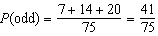 P(odd) = (7 + 14 + 20)/75 = 41/75